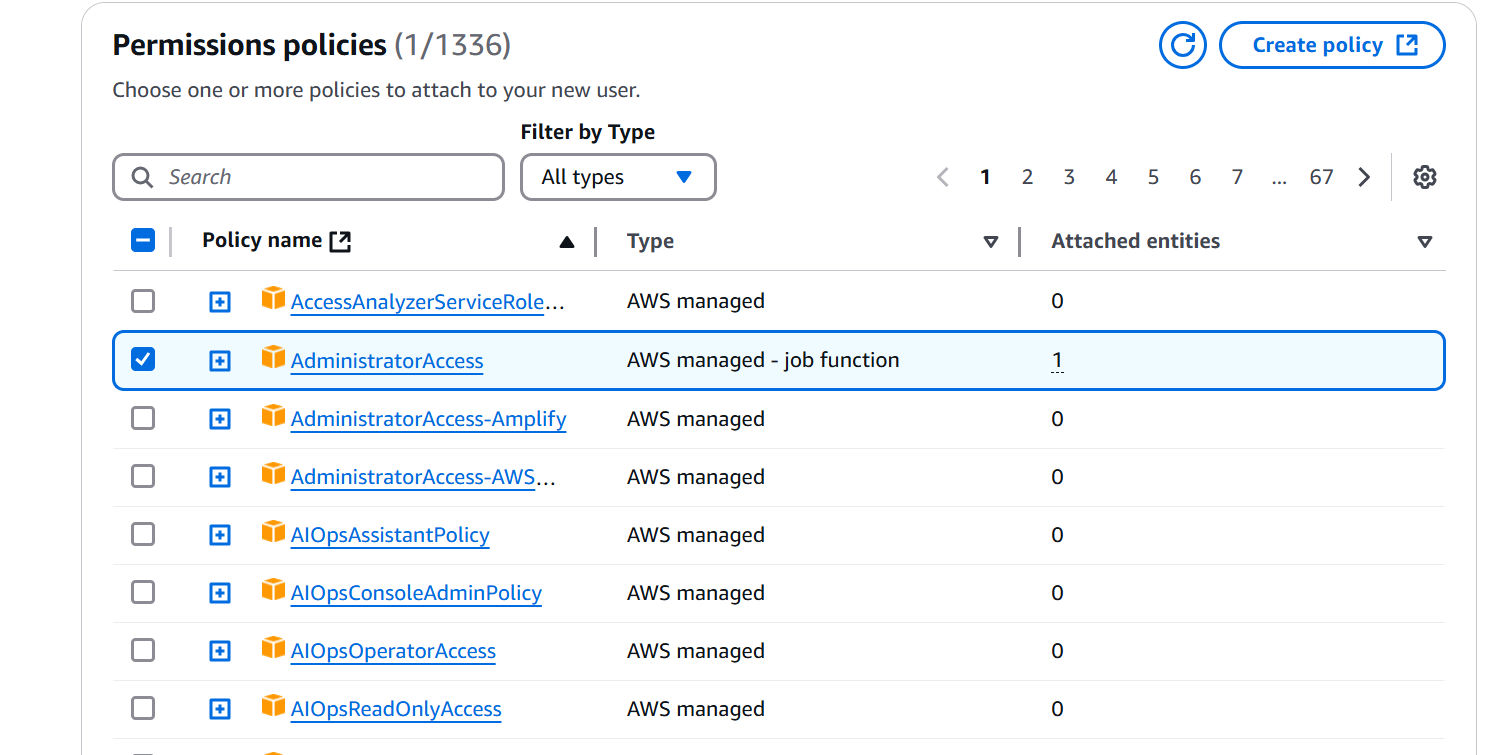 Permissions policies (1/1336)
Create policy
Choose one or more policies to attach to your new user.
Filter by Type
Search
All types
1 2 3 4 5 6 7 ... 67
Policy name Type Attached entities
AccessAnalyzerServiceRole... AWS managed 0
AdministratorAccess AWS managed - job function 1
AdministratorAccess-Amplify AWS managed 0
AdministratorAccess-AWS... AWS managed 0
AIOpsAssistantPolicy AWS managed 0
AIOpsConsoleAdminPolicy AWS managed 0
AIOpsOperatorAccess AWS managed 0
AIOpsReadOnlyAccess AWS managed 0